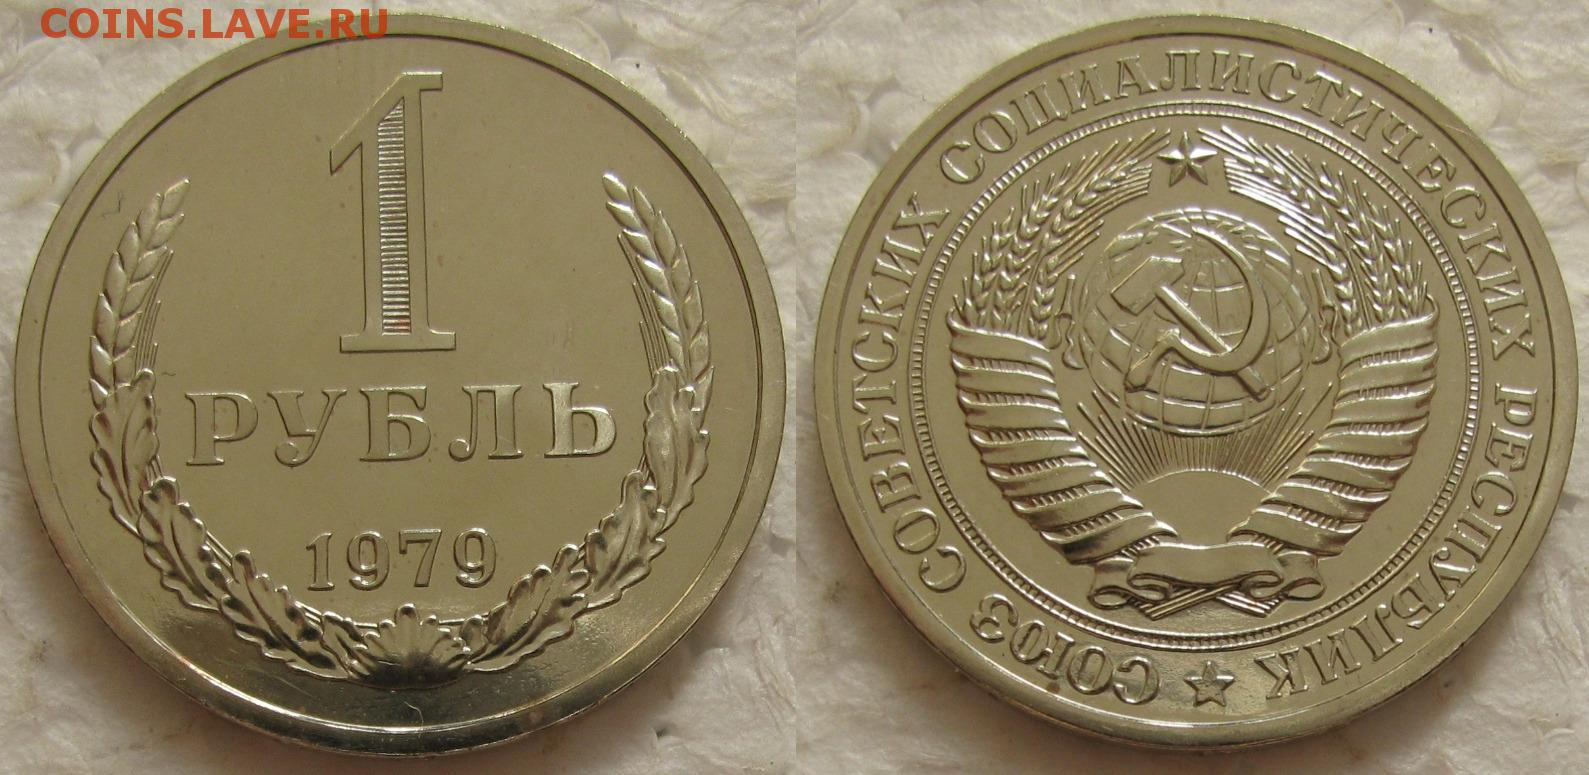 COINS.LAVE.RU
1
РУБЛЬ
1979
СОЮЗ СОВЕТСКИХ СОЦИАЛИСТИЧЕСКИХ РЕСПУБЛИК